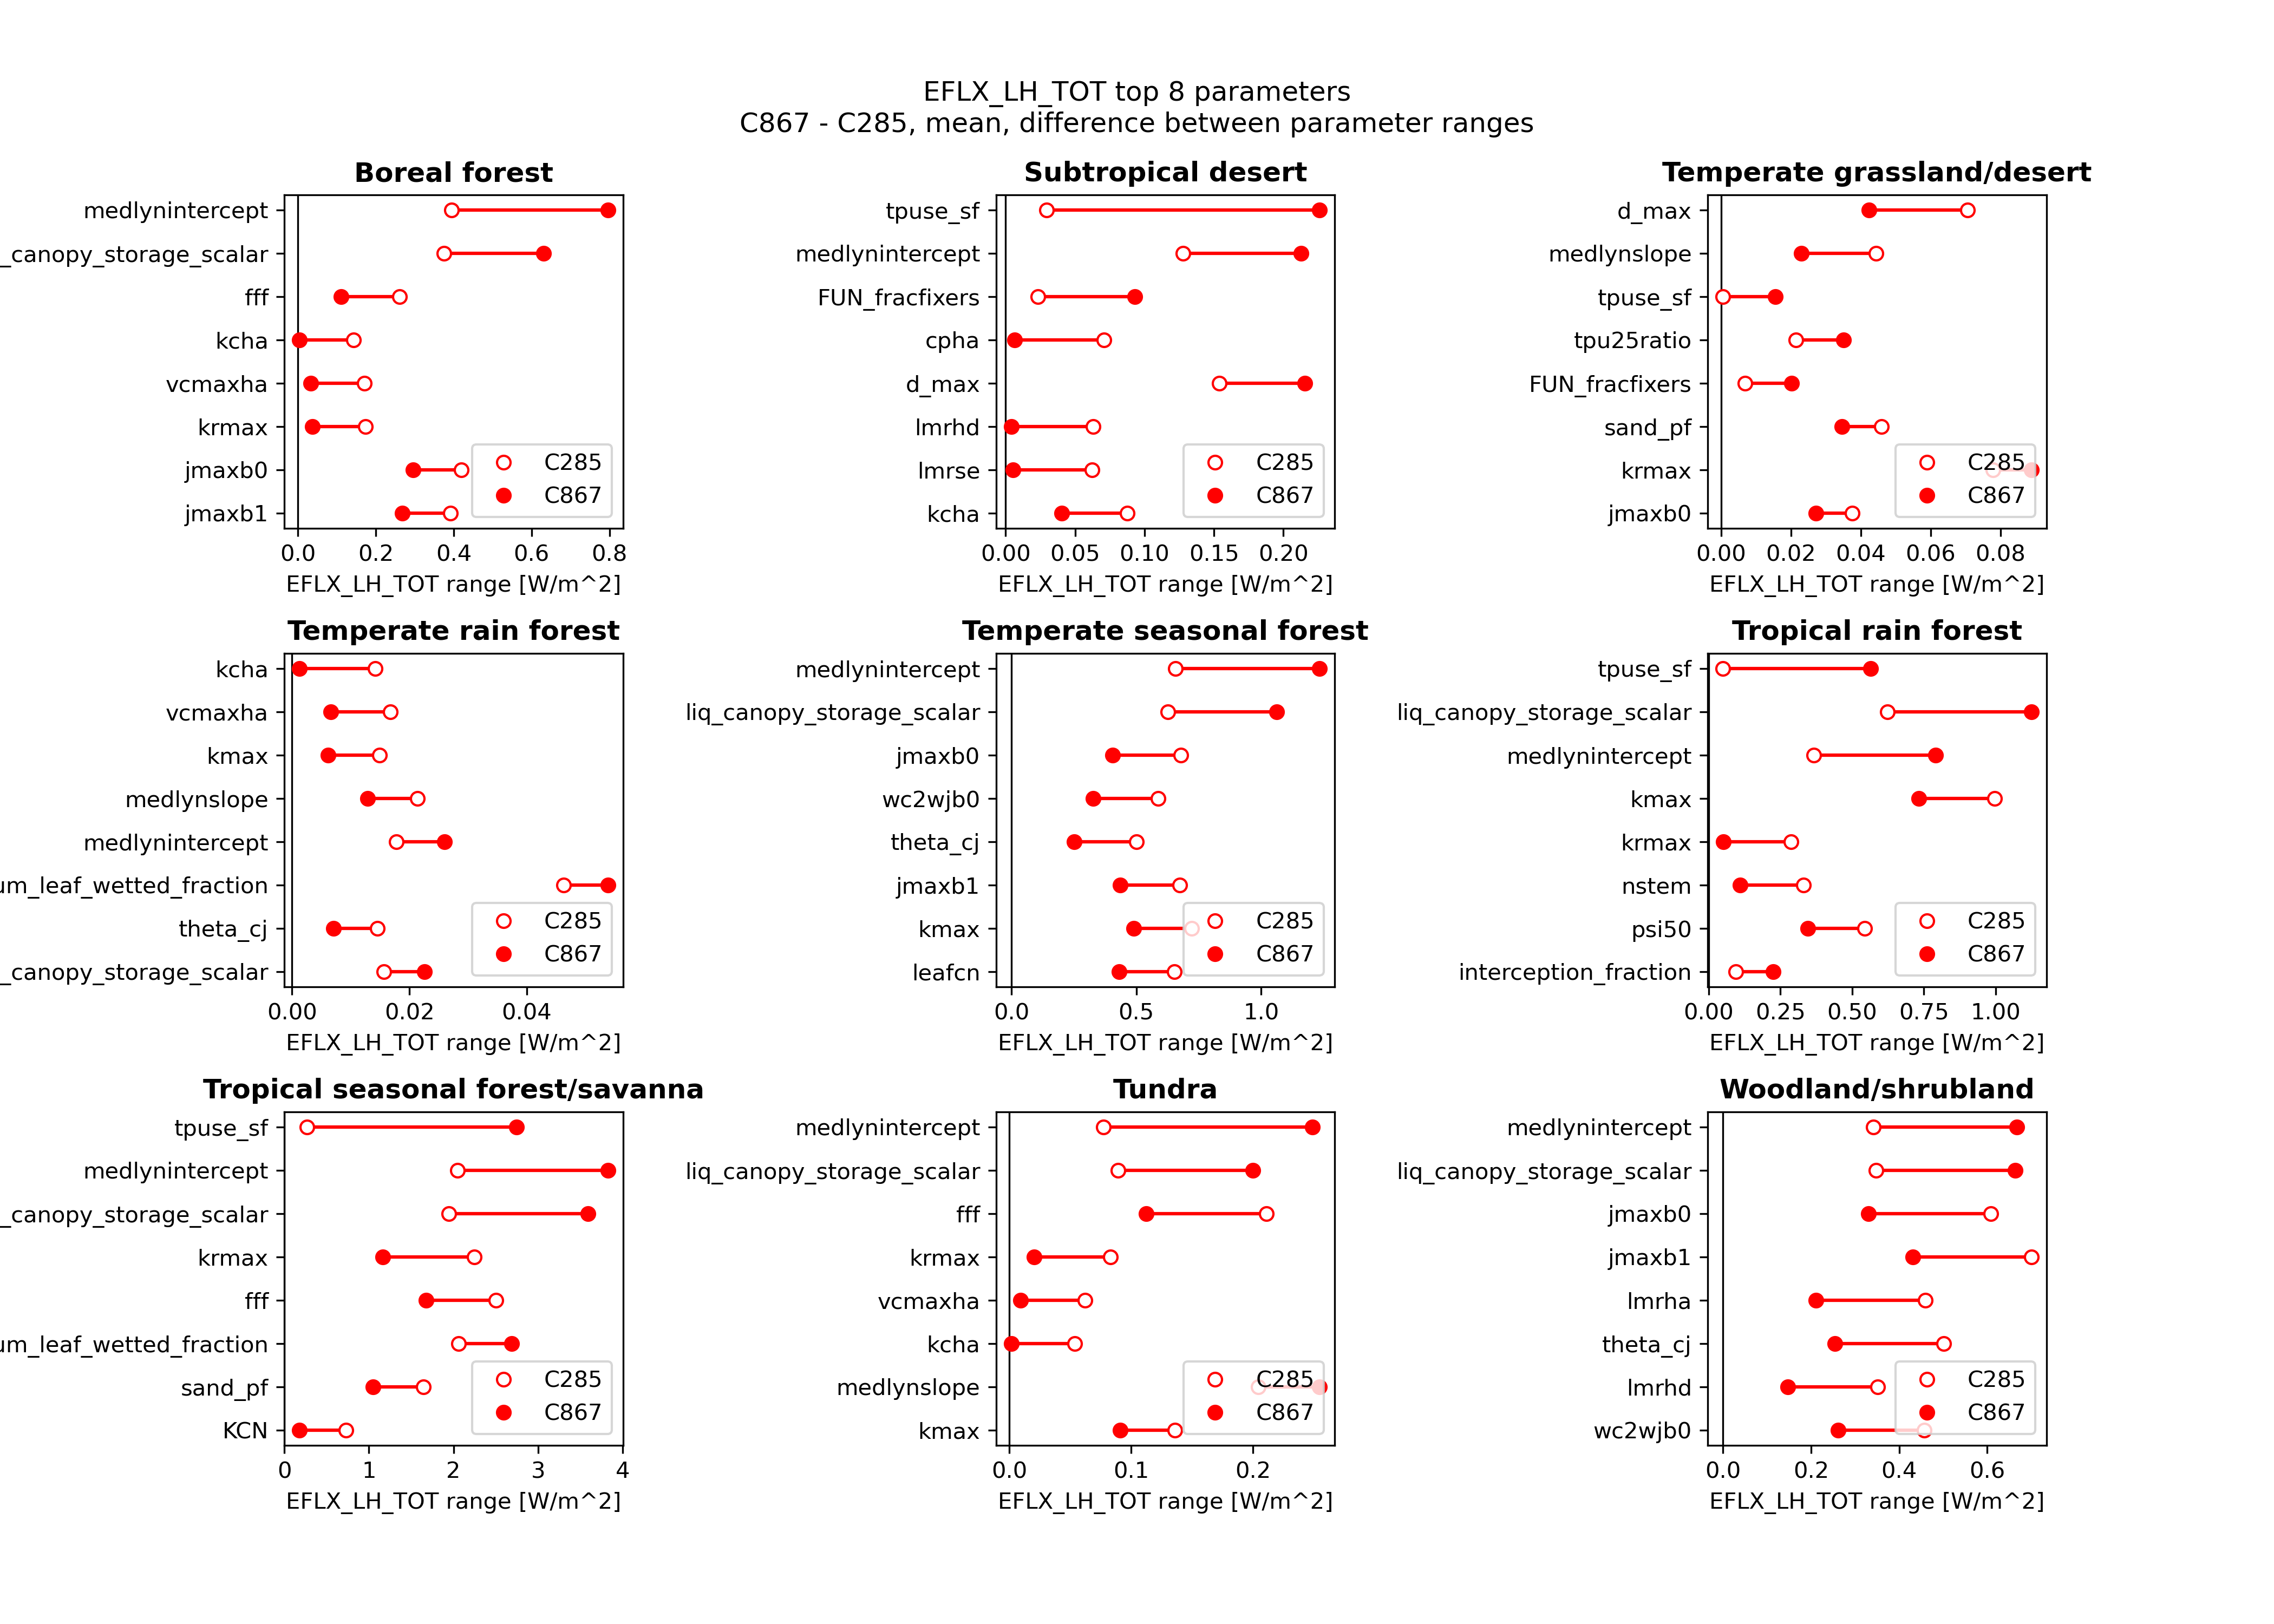 EFLX_LH_TOT top 8 parameters
C867 - C285, mean, difference between parameter ranges
Boreal forest
medlynintercept
_canopy_storage_scalar
fff
kcha
vcmaxha
krmax
jmaxb0
jmaxb1
C285
C867
0.0 0.2 0.4 0.6 0.8
EFLX_LH_TOT range [W/m^2]
Subtropical desert
tpuse_sf
medlynintercept
FUN_fracfixers
cpha
d_max
lmrhd
lmrse
kcha
C285
C867
0.00 0.05 0.10 0.15 0.20
EFLX_LH_TOT range [W/m^2]
Temperate grassland/desert
d_max
medlynslope
tpuse_sf
tpu25ratio
FUN_fracfixers
sand_pf
krmax
jmaxb0
C285
C867
0.00 0.02 0.04 0.06 0.08
EFLX_LH_TOT range [W/m^2]
Temperate rain forest
kcha
vcmaxha
kmax
medlynslope
medlynintercept
um_leaf_wetted_fraction
theta_cj
_canopy_storage_scalar
C285
C867
0.00 0.02 0.04
EFLX_LH_TOT range [W/m^2]
Temperate seasonal forest
medlynintercept
liq_canopy_storage_scalar
jmaxb0
wc2wjb0
theta_cj
jmaxb1
kmax
leafcn
C285
C867
0.0 0.5 1.0
EFLX_LH_TOT range [W/m^2]
Tropical rain forest
tpuse_sf
liq_canopy_storage_scalar
medlynintercept
kmax
krmax
nstem
psi50
interception_fraction
C285
C867
0.00 0.25 0.50 0.75 1.00
EFLX_LH_TOT range [W/m^2]
Tropical seasonal forest/savanna
tpuse_sf
medlynintercept
_canopy_storage_scalar
krmax
fff
um_leaf_wetted_fraction
sand_pf
KCN
C285
C867
0 1 2 3 4
EFLX_LH_TOT range [W/m^2]
Tundra
medlynintercept
liq_canopy_storage_scalar
fff
krmax
vcmaxha
kcha
medlynslope
kmax
C285
C867
0.0 0.1 0.2
EFLX_LH_TOT range [W/m^2]
Woodland/shrubland
medlynintercept
liq_canopy_storage_scalar
jmaxb0
jmaxb1
lmrha
theta_cj
lmrhd
wc2wjb0
C285
C867
0.0 0.2 0.4 0.6
EFLX_LH_TOT range [W/m^2]